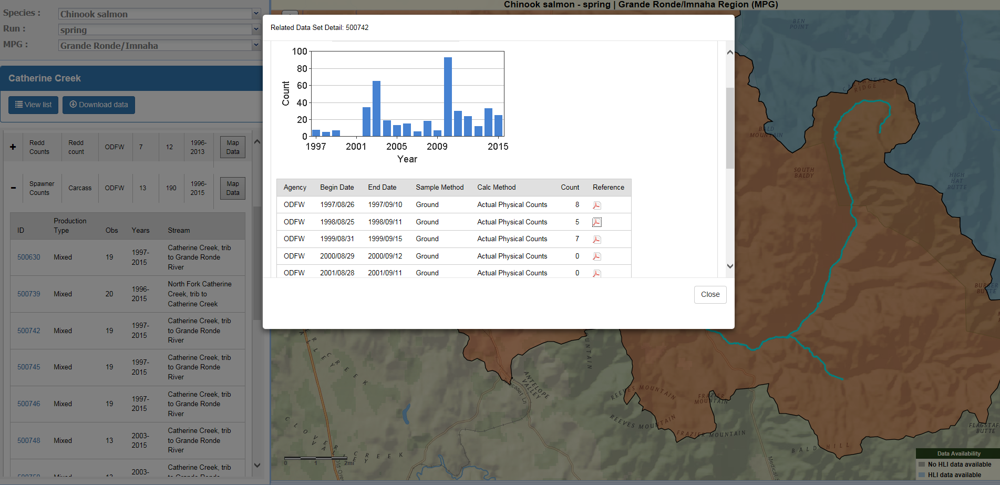 Species :
Chinook salmon
Run :
spring
MPG :
Grande Ronde/Imnaha
Catherine Creek
View list
Download data
Redd Counts
Redd count
ODFW
7
12
1996-2013
Map Data
Spawner Counts
Carcass
ODFW
13
190
1996-2015
Map Data
ID
Production Type
Obs
Years
Stream
500630
Mixed
19
1997-2015
Catherine Creek, trib to Grande Ronde River
500739
Mixed
20
1996-2015
North Fork Catherine Creek, trib to Catherine Creek
500742
Mixed
19
1997-2015
Catherine Creek, trib to Grande Ronde River
500745
Mixed
19
1997-2015
Catherine Creek, trib to Grande Ronde River
500746
Mixed
19
1997-2015
Catherine Creek, trib to Grande Ronde River
500748
Mixed
13
2003-2015
Catherine Creek, trib to Grande Ronde River
Mixed
2003-
Catherine Creek, trib
Chinook salmon - spring | Grande Ronde/Imnaha Region (MPG)
Related Data Set Detail: 500742
100
80
60
40
20
0
Count
1997
2001
2005
2009
2015
Year
Agency Begin Date End Date Sample Method Calc Method Count Reference
ODFW 1997/08/26 1997/09/10 Ground Actual Physical Counts 8
ODFW 1998/08/25 1998/09/11 Ground Actual Physical Counts 5
ODFW 1999/08/31 1999/09/15 Ground Actual Physical Counts 7
ODFW 2000/08/29 2000/09/12 Ground Actual Physical Counts 0
ODFW 2001/08/28 2001/09/11 Ground Actual Physical Counts 0
Close
BEN POINT
RIDGE
BALD MOUNTAIN
SOUTH BALDY
HIGH HAT BUTTE
BURGER BUTTE
ANTELOPE VALLEY
REEVES MOUNTAIN
REEVES MOUNTAIN
FRAZIER MOUNTAIN
FRAZIER MOUNTAIN
BALD HILL
FLAGSTAF
BUTTE
CREEK
CLOVER
CREEK
0 1 2mi
Data Availability
No HLI data available
HLI data available